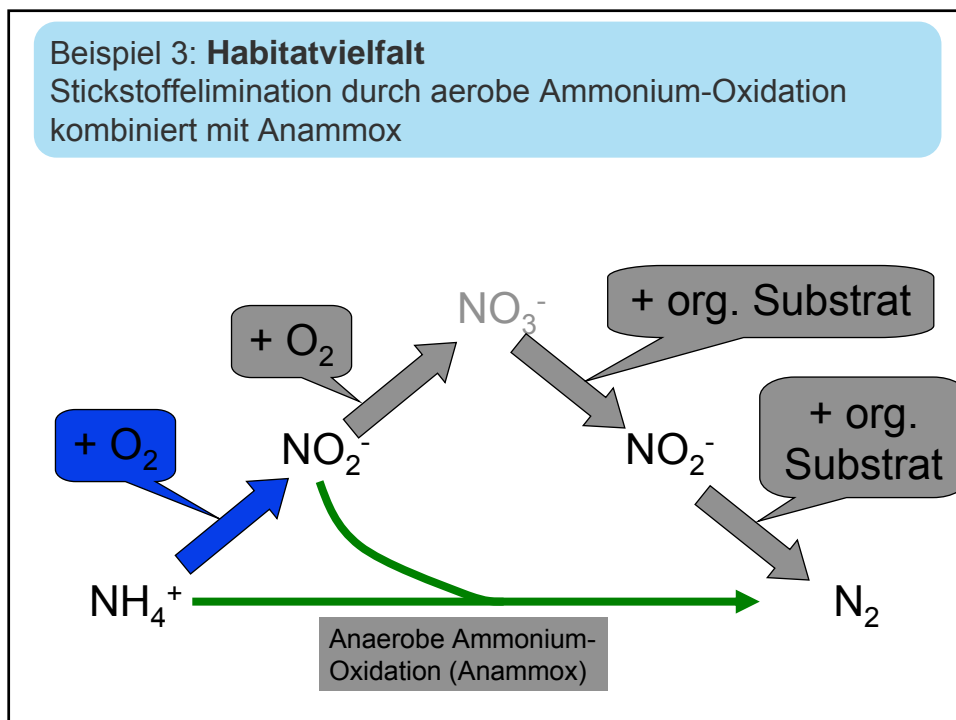 Beispiel 3: Habitatvielfalt
Stickstoffelimination durch aerobe Ammonium-Oxidation
kombiniert mit Anammox
NO₃⁻
+ org. Substrat
+ O₂
+ O₂
NO₂⁻
NO₂⁻
+ org.
Substrat
NH₄⁺
N₂
Anaerobe Ammonium-
Oxidation (Anammox)